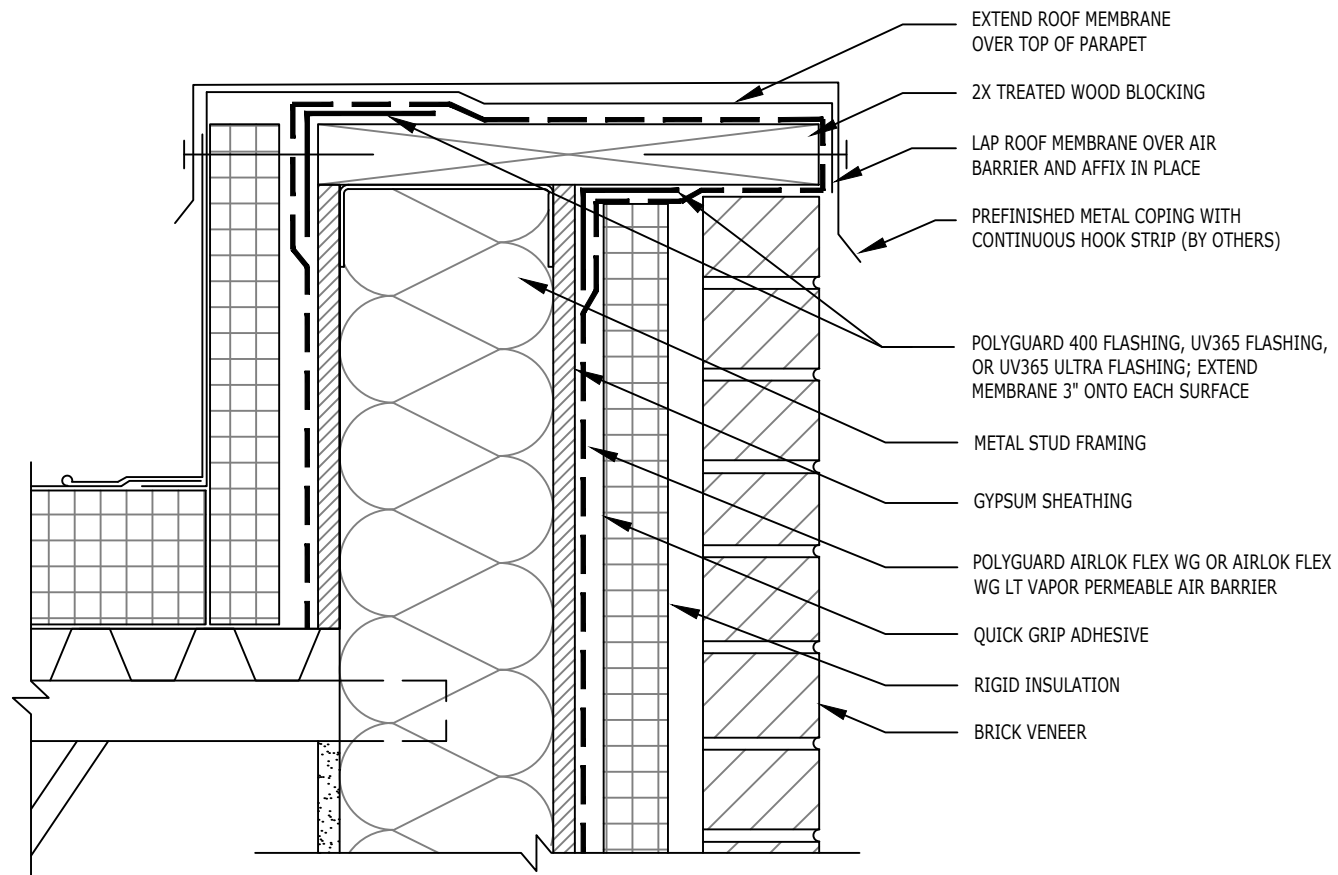 EXTEND ROOF MEMBRANE
OVER TOP OF PARAPET
2X TREATED WOOD BLOCKING
LAP ROOF MEMBRANE OVER AIR
BARRIER AND AFFIX IN PLACE
PREFINISHED METAL COPING WITH
CONTINUOUS HOOK STRIP (BY OTHERS)
POLYGUARD 400 FLASHING, UV365 FLASHING,
OR UV365 ULTRA FLASHING; EXTEND
MEMBRANE 3" ONTO EACH SURFACE
METAL STUD FRAMING
GYPSUM SHEATHING
POLYGUARD AIRLOK FLEX WG OR AIRLOK FLEX
WG LT VAPOR PERMEABLE AIR BARRIER
QUICK GRIP ADHESIVE
RIGID INSULATION
BRICK VENEER